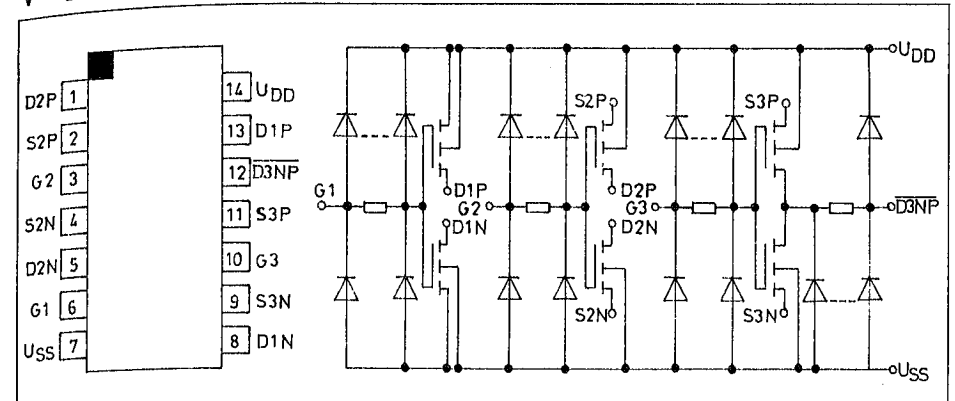 D2P 1
S2P 2
G2 3
S2N 4
D2N 5
G1 6
USS 7
14 UDD
13 D1P
12 D3NP
11 S3P
10 G3
9 S3N
8 D1N
UDD
S2P
S3P
G1
D1P
D1N
G2
D2P
D2N
G3
D3NP
S2N
S3N
USS